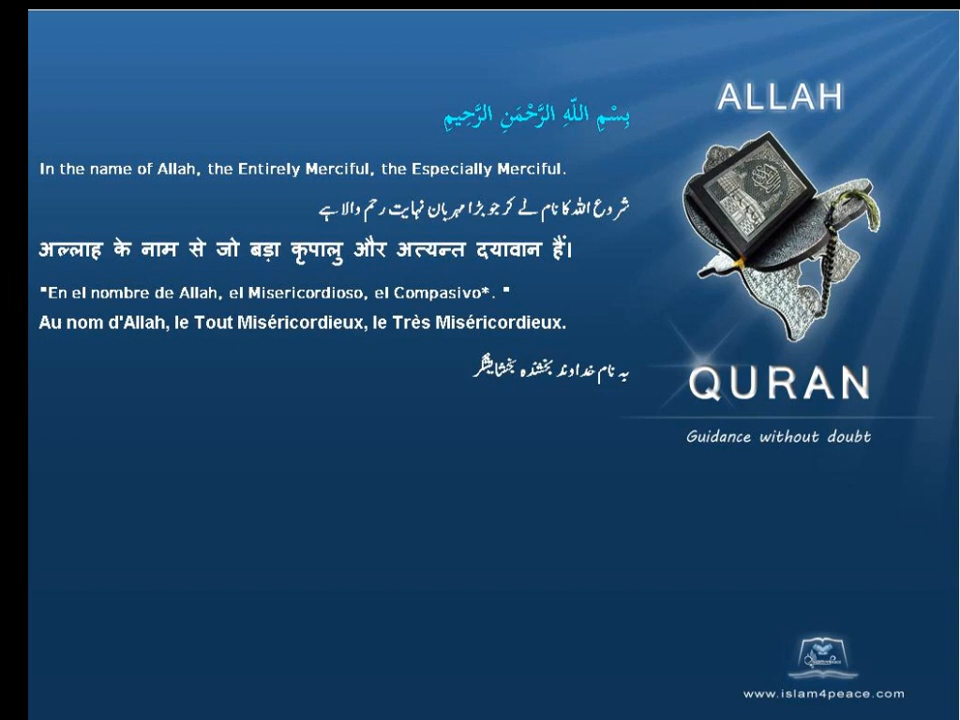 بِسْمِ اللّهِ الرَّحْمَنِ الرَّحِيمِ
In the name of Allah, the Entirely Merciful, the Especially Merciful.
شروع الله کا نام لے کر جو بڑا مہربان نہایت رحم والا ہے
अल्लाह के नाम से जो बड़ा कृपालु और अत्यन्त दयावान हैं।
"En el nombre de Allah, el Misericordioso, el Compasivo*. "
Au nom d'Allah, le Tout Miséricordieux, le Très Miséricordieux.
به نام خداوند بخشنده بخشایشگر
ALLAH
QURAN
Guidance without doubt
www.islam4peace.com